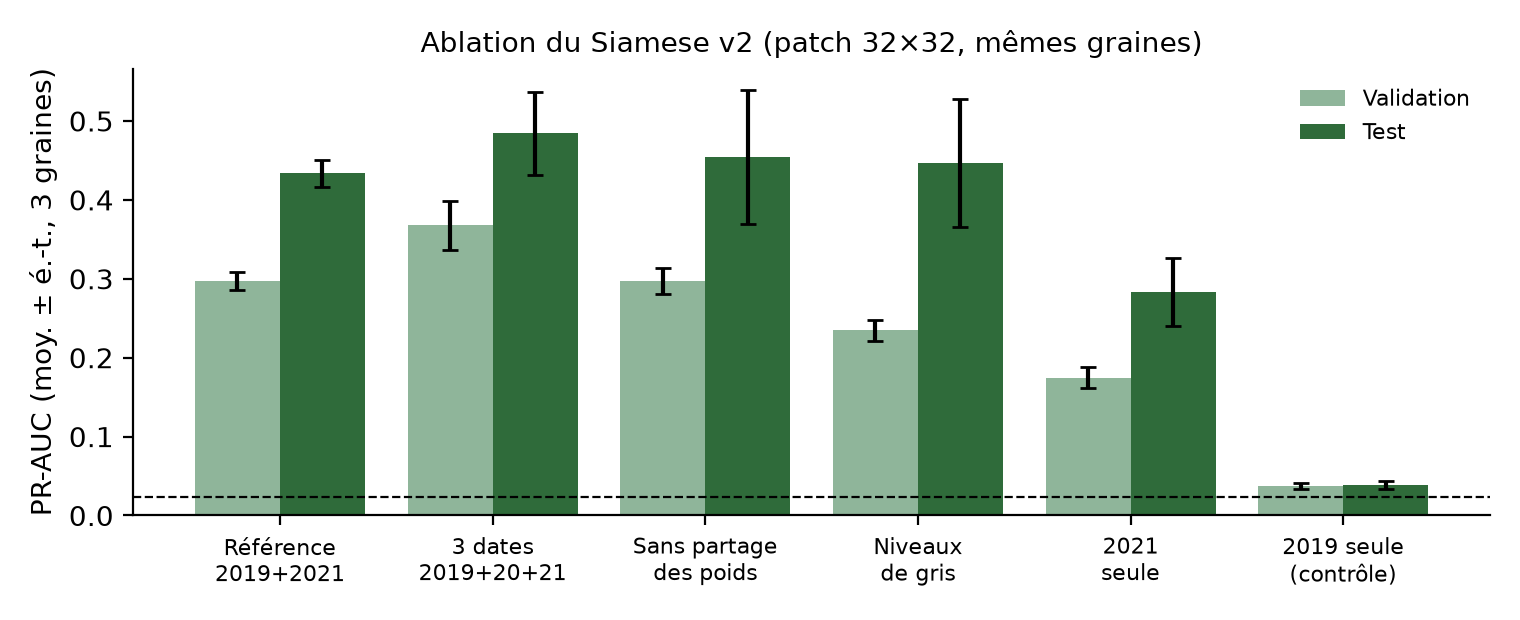 Ablation du Siamese v2 (patch 32×32, mêmes graines)
PR-AUC (moy. ± é.-t., 3 graines)
0.5
0.4
0.3
0.2
0.1
0.0
Validation
Test
Référence
2019+2021
3 dates
2019+20+21
Sans partage
des poids
Niveaux
de gris
2021
seule
2019 seule
(contrôle)